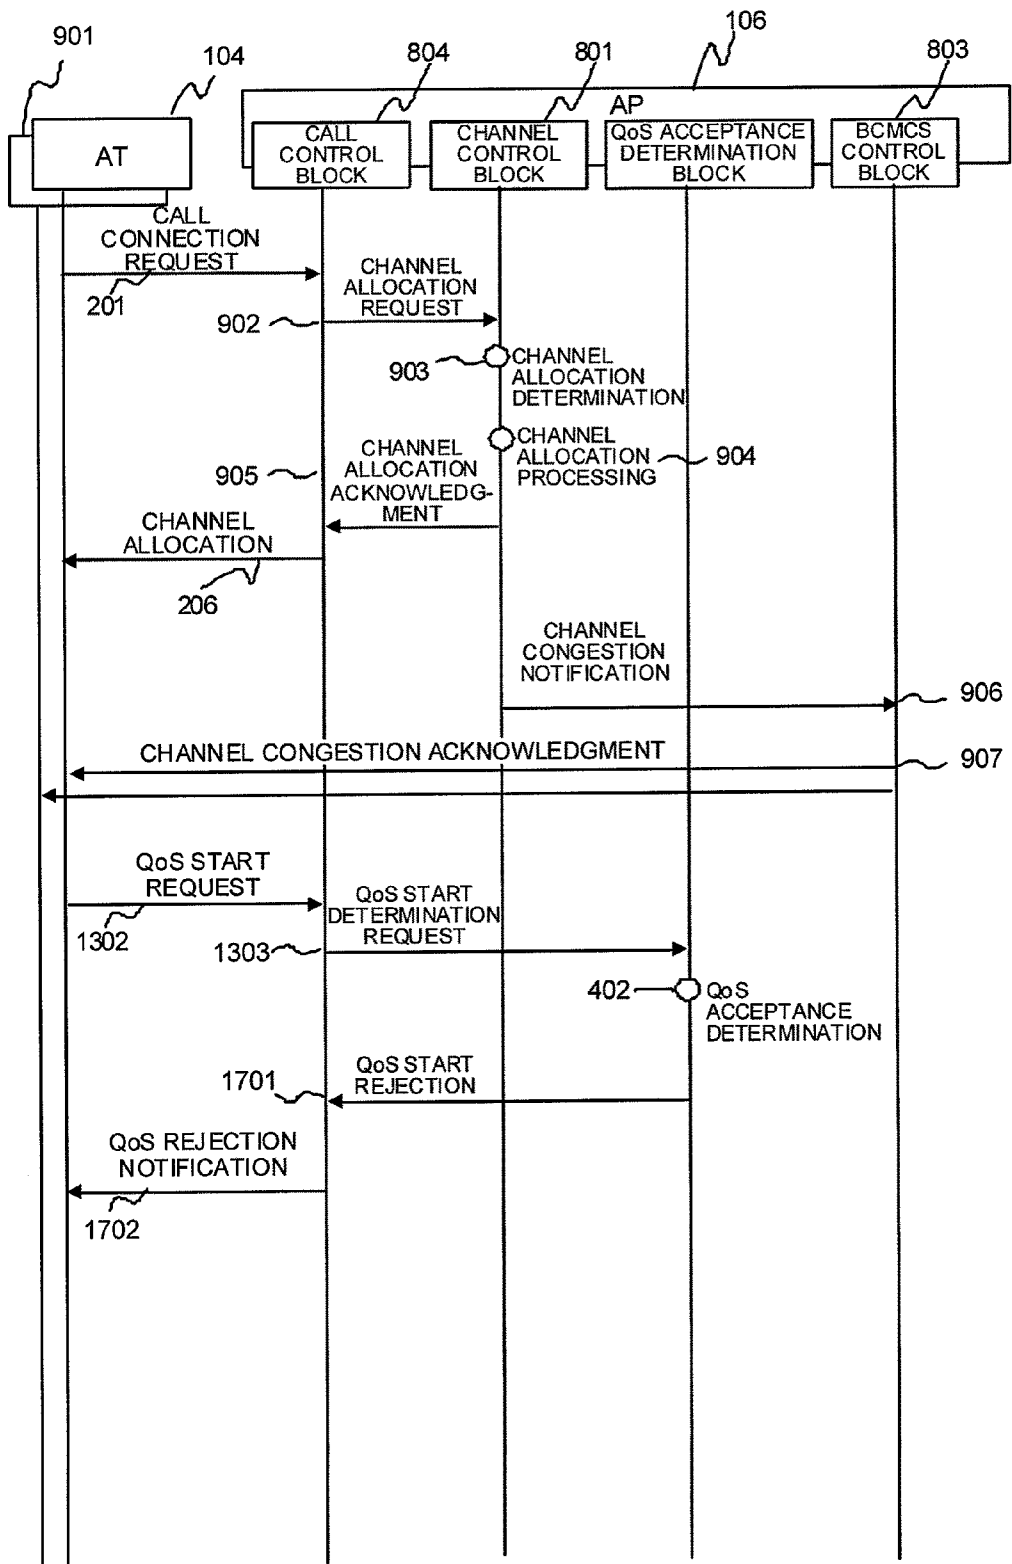 901
104
804
801
106
803
AP
AT
CALL
CONTROL
BLOCK
CHANNEL
CONTROL
BLOCK
QoS ACCEPTANCE
DETERMINATION
BLOCK
BCMCS
CONTROL
BLOCK
CALL
CONNECTION
REQUEST
201
CHANNEL
ALLOCATION
REQUEST
902
903
CHANNEL
ALLOCATION
DETERMINATION
CHANNEL
ALLOCATION
PROCESSING
904
905
CHANNEL
ALLOCATION
ACKNOWLEDG-
MENT
CHANNEL
ALLOCATION
206
CHANNEL
CONGESTION
NOTIFICATION
906
CHANNEL CONGESTION ACKNOWLEDGMENT
907
QoS START
REQUEST
1302
QoS START
DETERMINATION
REQUEST
1303
402
QoS
ACCEPTANCE
DETERMINATION
QoS START
REJECTION
1701
QoS REJECTION
NOTIFICATION
1702